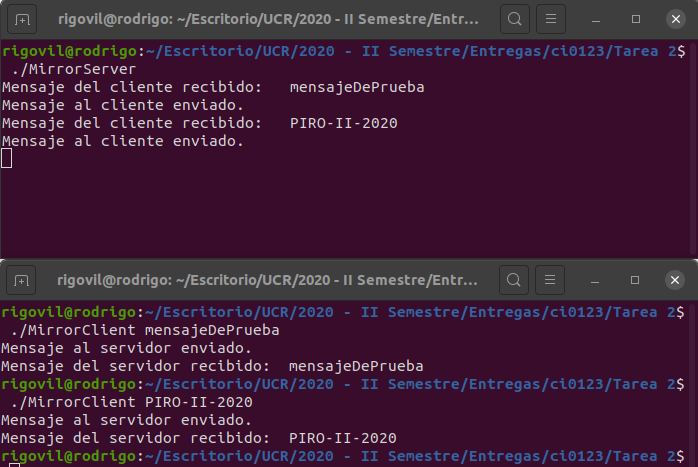 rigovil@rodrigo: ~/Escritorio/UCR/2020 - II Semestre/Entr...
rigovil@rodrigo:~/Escritorio/UCR/2020 - II Semestre/Entregas/ci0123/Tarea 2$
./MirrorServer
Mensaje del cliente recibido:   mensajeDePrueba
Mensaje al cliente enviado.
Mensaje del cliente recibido:   PIRO-II-2020
Mensaje al cliente enviado.
rigovil@rodrigo: ~/Escritorio/UCR/2020 - II Semestre/Entr...
rigovil@rodrigo:~/Escritorio/UCR/2020 - II Semestre/Entregas/ci0123/Tarea 2$
./MirrorClient mensajeDePrueba
Mensaje al servidor enviado.
Mensaje del servidor recibido:  mensajeDePrueba
rigovil@rodrigo:~/Escritorio/UCR/2020 - II Semestre/Entregas/ci0123/Tarea 2$
./MirrorClient PIRO-II-2020
Mensaje al servidor enviado.
Mensaje del servidor recibido:  PIRO-II-2020
rigovil@rodrigo:~/Escritorio/UCR/2020 - II Semestre/Entregas/ci0123/Tarea 2$